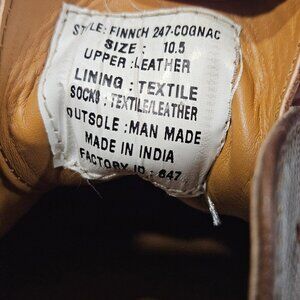 STYLE: FINNCH 247-COGNAC
SIZE : 10.5
UPPER :LEATHER
LINING : TEXTILE
SOCKS :TEXTILE/LEATHER
OUTSOLE :MAN MADE
MADE IN INDIA
FACTORY ID : 647